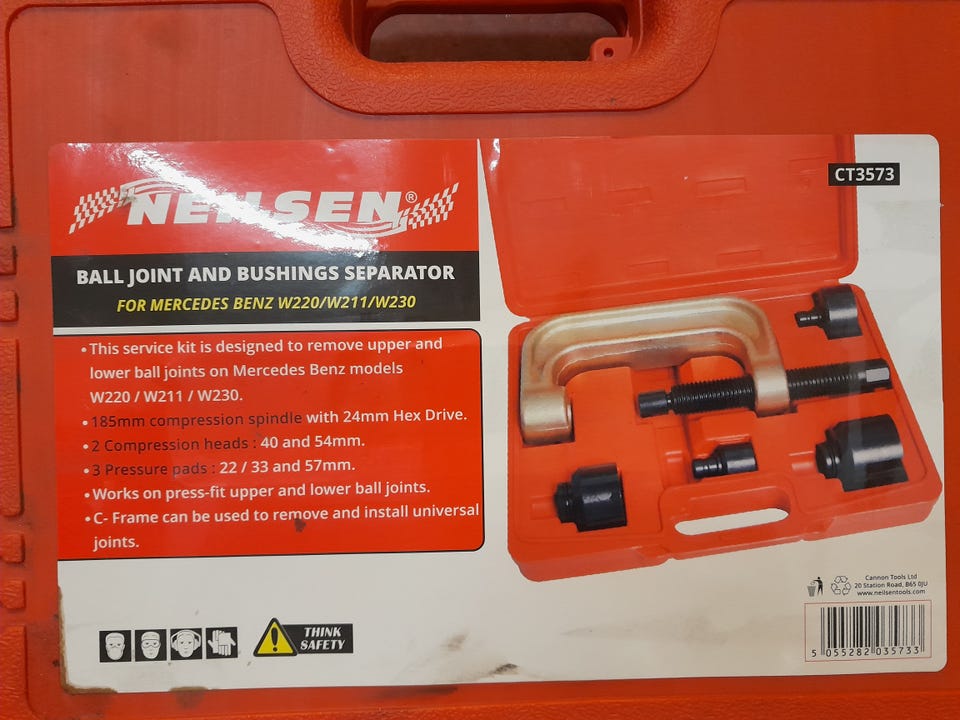 NEILSEN®
BALL JOINT AND BUSHINGS SEPARATOR
FOR MERCEDES BENZ W220/W211/W230
•This service kit is designed to remove upper and
lower ball joints on Mercedes Benz models
W220 / W211 / W230.
•185mm compression spindle with 24mm Hex Drive.
•2 Compression heads : 40 and 54mm.
•3 Pressure pads : 22 / 33 and 57mm.
•Works on press-fit upper and lower ball joints.
•C- Frame can be used to remove and install universal
joints.
THINK
SAFETY
CT3573
Cannon Tools Ltd
20 Station Road, B65 0JU
www.neilsentools.com
5 055282 035733